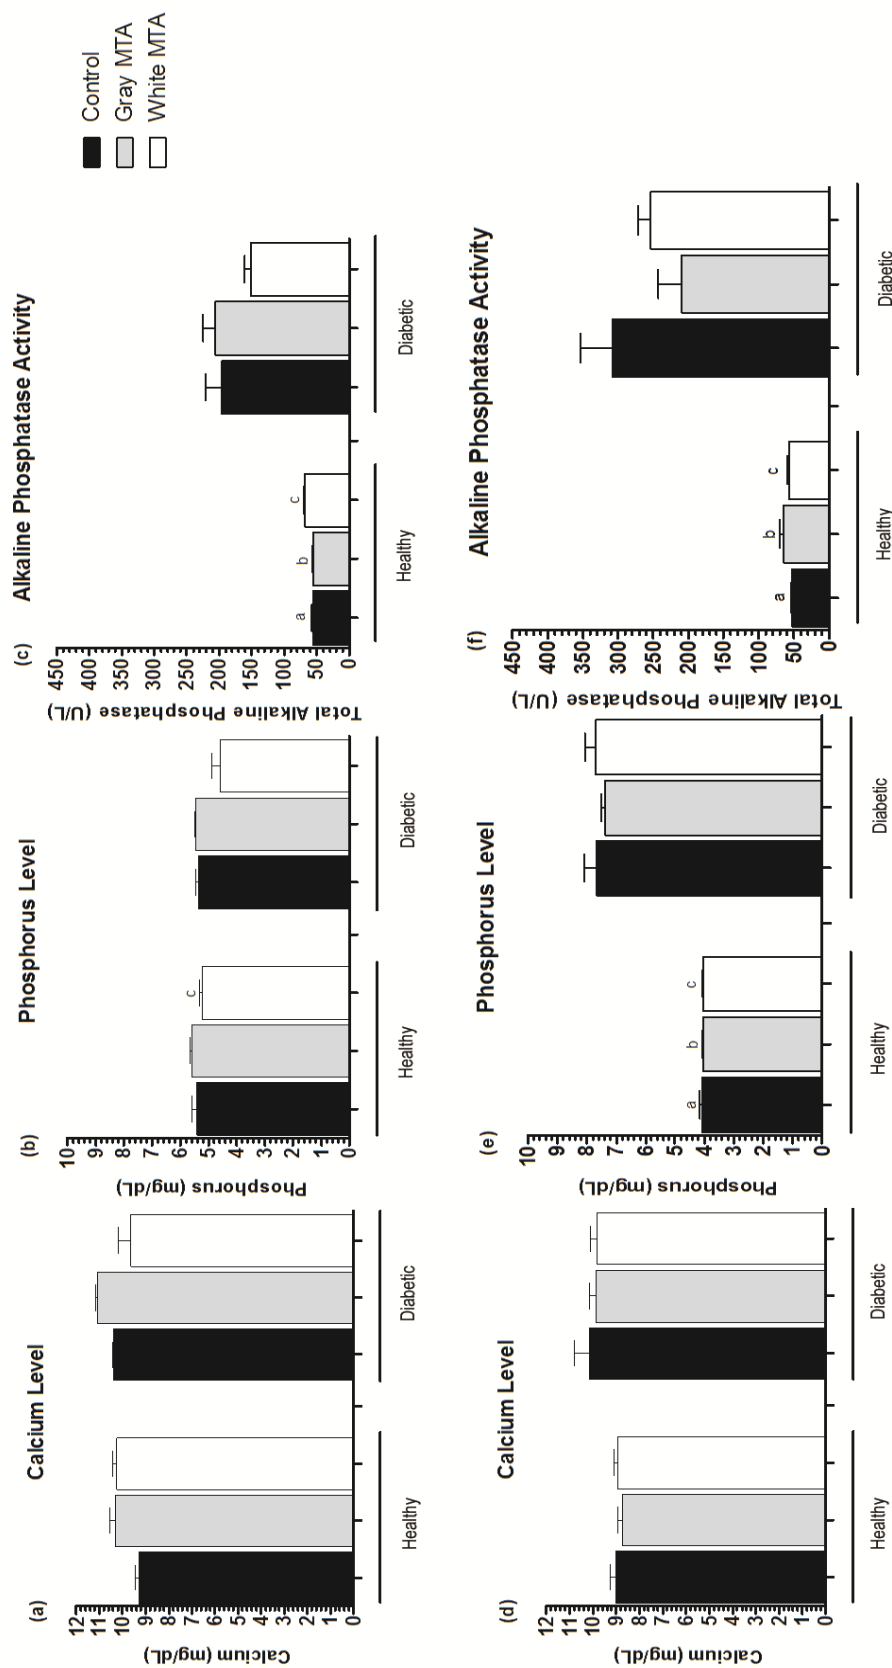 Control
Gray MTA
White MTA
(a)
Calcium Level
Calcium (mg/dL)
12
11
10
9
8
7
6
5
4
3
2
1
0
Healthy
Diabetic
(b)
Phosphorus Level
Phosphorus (mg/dL)
10
9
8
7
6
5
4
3
2
1
0
c
Healthy
Diabetic
(c)
Alkaline Phosphatase Activity
Total Alkaline Phosphatase (U/L)
450
400
350
300
250
200
150
100
50
0
a
b
c
Healthy
Diabetic
(d)
Calcium Level
Calcium (mg/dL)
12
11
10
9
8
7
6
5
4
3
2
1
0
Healthy
Diabetic
(e)
Phosphorus Level
Phosphorus (mg/dL)
10
9
8
7
6
5
4
3
2
1
0
a
b
c
Healthy
Diabetic
(f)
Alkaline Phosphatase Activity
Total Alkaline Phosphatase (U/L)
450
400
350
300
250
200
150
100
50
0
a
b
c
Healthy
Diabetic